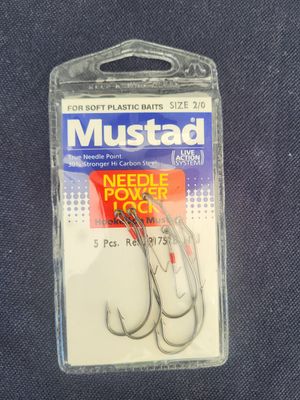 FOR SOFT PLASTIC BAITS SIZE 2/0
Mustad
True Needle Point
30% Stronger Hi Carbon Steel
LIVE
ACTION
SYSTEM
NEEDLE
POWER
LOCK
5 Pcs.